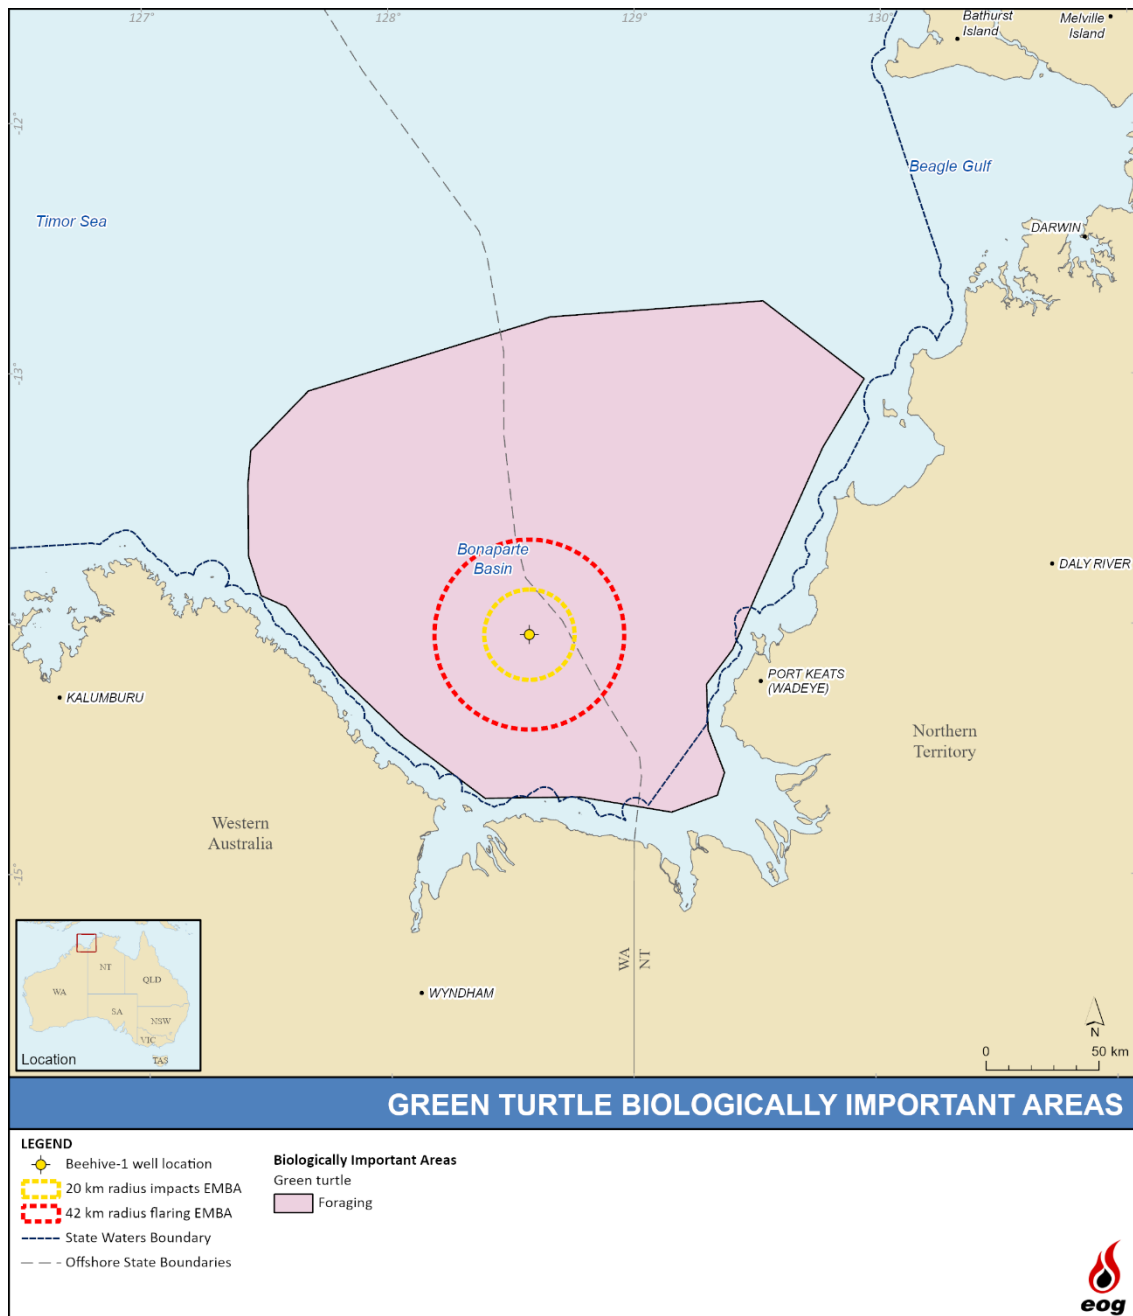 127°
128°
129°
130°
Bathurst
Island
Melville
Island
-12°
Beagle Gulf
Timor Sea
DARWIN
-13°
Bonaparte
Basin
DALY RIVER
PORT KEATS
(WADEYE)
KALUMBURU
Northern
Territory
Western
Australia
-15°
WA
NT
WYNDHAM
WA
NT
QLD
SA
NSW
VIC
TAS
Location
N
0
50 km
GREEN TURTLE BIOLOGICALLY IMPORTANT AREAS
LEGEND
Beehive-1 well location
20 km radius impacts EMBA
42 km radius flaring EMBA
State Waters Boundary
Offshore State Boundaries
Biologically Important Areas
Green turtle
Foraging
eog